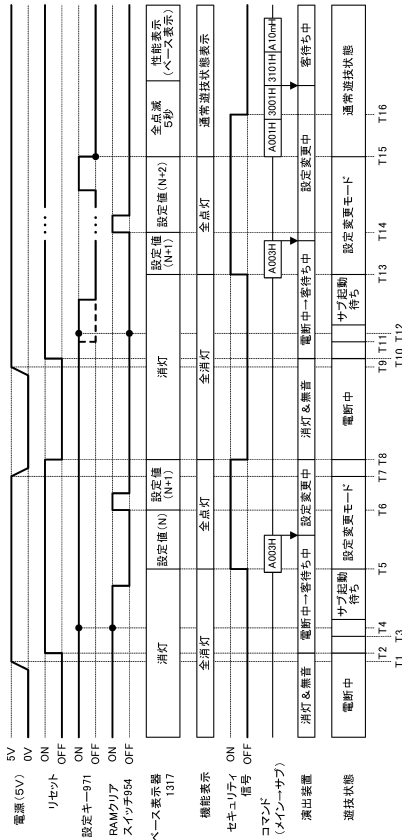 電源(5V) 5V 0V
リセット ON OFF
設定キー971 ON OFF
RAMクリア スイッチ954 ON OFF
ベース表示器 1317 消灯 設定値(N) 設定値(N+1) 消灯 設定値(N+1) 設定値(N+2) 全点滅 5秒 性能表示(ベース表示)
機能表示 全消灯 全点灯 全消灯 全点灯 通常遊技状態表示
セキュリティ信号 ON OFF
コマンド(メイン→サブ) A003H A003H A001H 3001H 3101H A10mH
演出装置 消灯&無音 電断中→客待ち中 設定変更中 消灯&無音 電断中→客待ち中 設定変更中 客待ち中
遊技状態 電断中 サブ起動待ち 設定変更モード 電断中 サブ起動待ち 設定変更モード 通常遊技状態
T1 T2 T3 T4 T5 T6 T7 T8 T9 T10 T11 T12 T13 T14 T15 T16